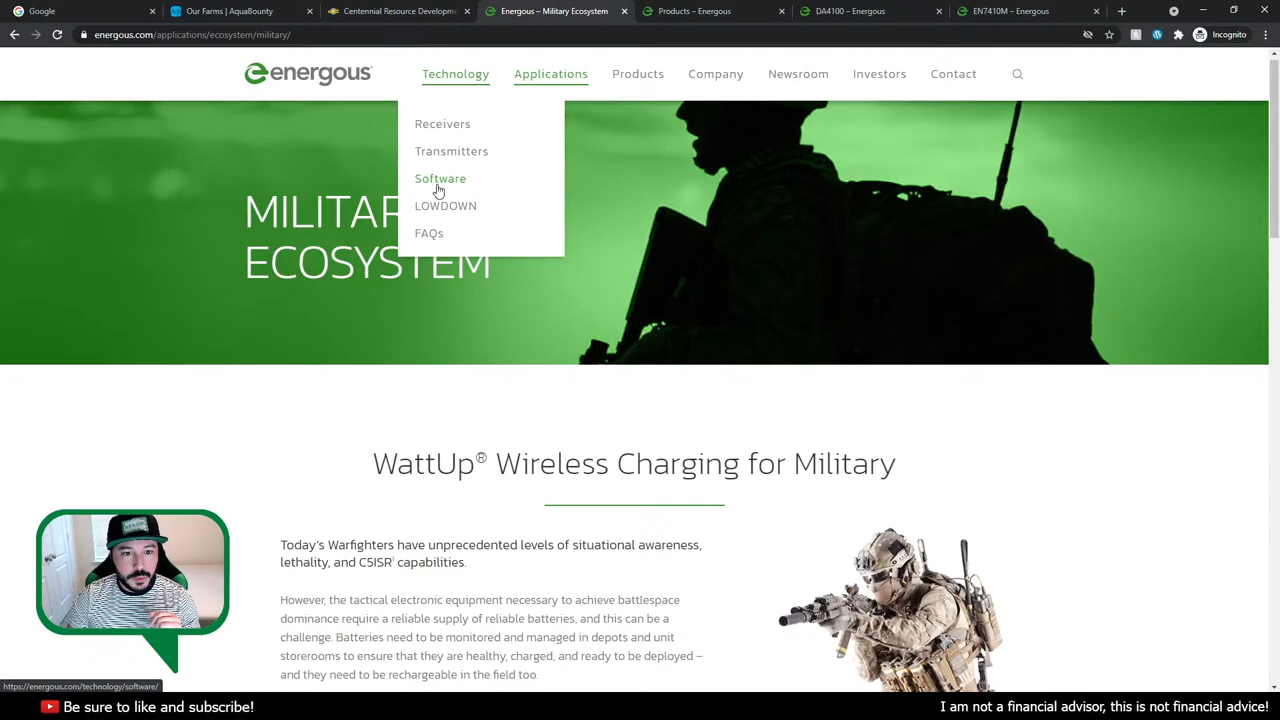 Google
Our Farms | AquaBounty
Centennial Resource Developme
Energous – Military Ecosystem
Products – Energous
DA4100 – Energous
EN7410M – Energous
energous.com/applications/ecosystem/military/
Incognito
energous
Technology
Applications
Products
Company
Newsroom
Investors
Contact
Receivers
Transmitters
Software
LOWDOWN
FAQs
MILITAR
ECOSYSTEM
WattUp® Wireless Charging for Military
Today's Warfighters have unprecedented levels of situational awareness,
lethality, and C5ISR¹ capabilities.
However, the tactical electronic equipment necessary to achieve battlespace
dominance require a reliable supply of reliable batteries, and this can be a
challenge. Batteries need to be monitored and managed in depots and unit
storerooms to ensure that they are healthy, charged, and ready to be deployed –
and they need to be rechargeable in the field too.
https://energous.com/technology/software/
Be sure to like and subscribe!
I am not a financial advisor, this is not financial advice!